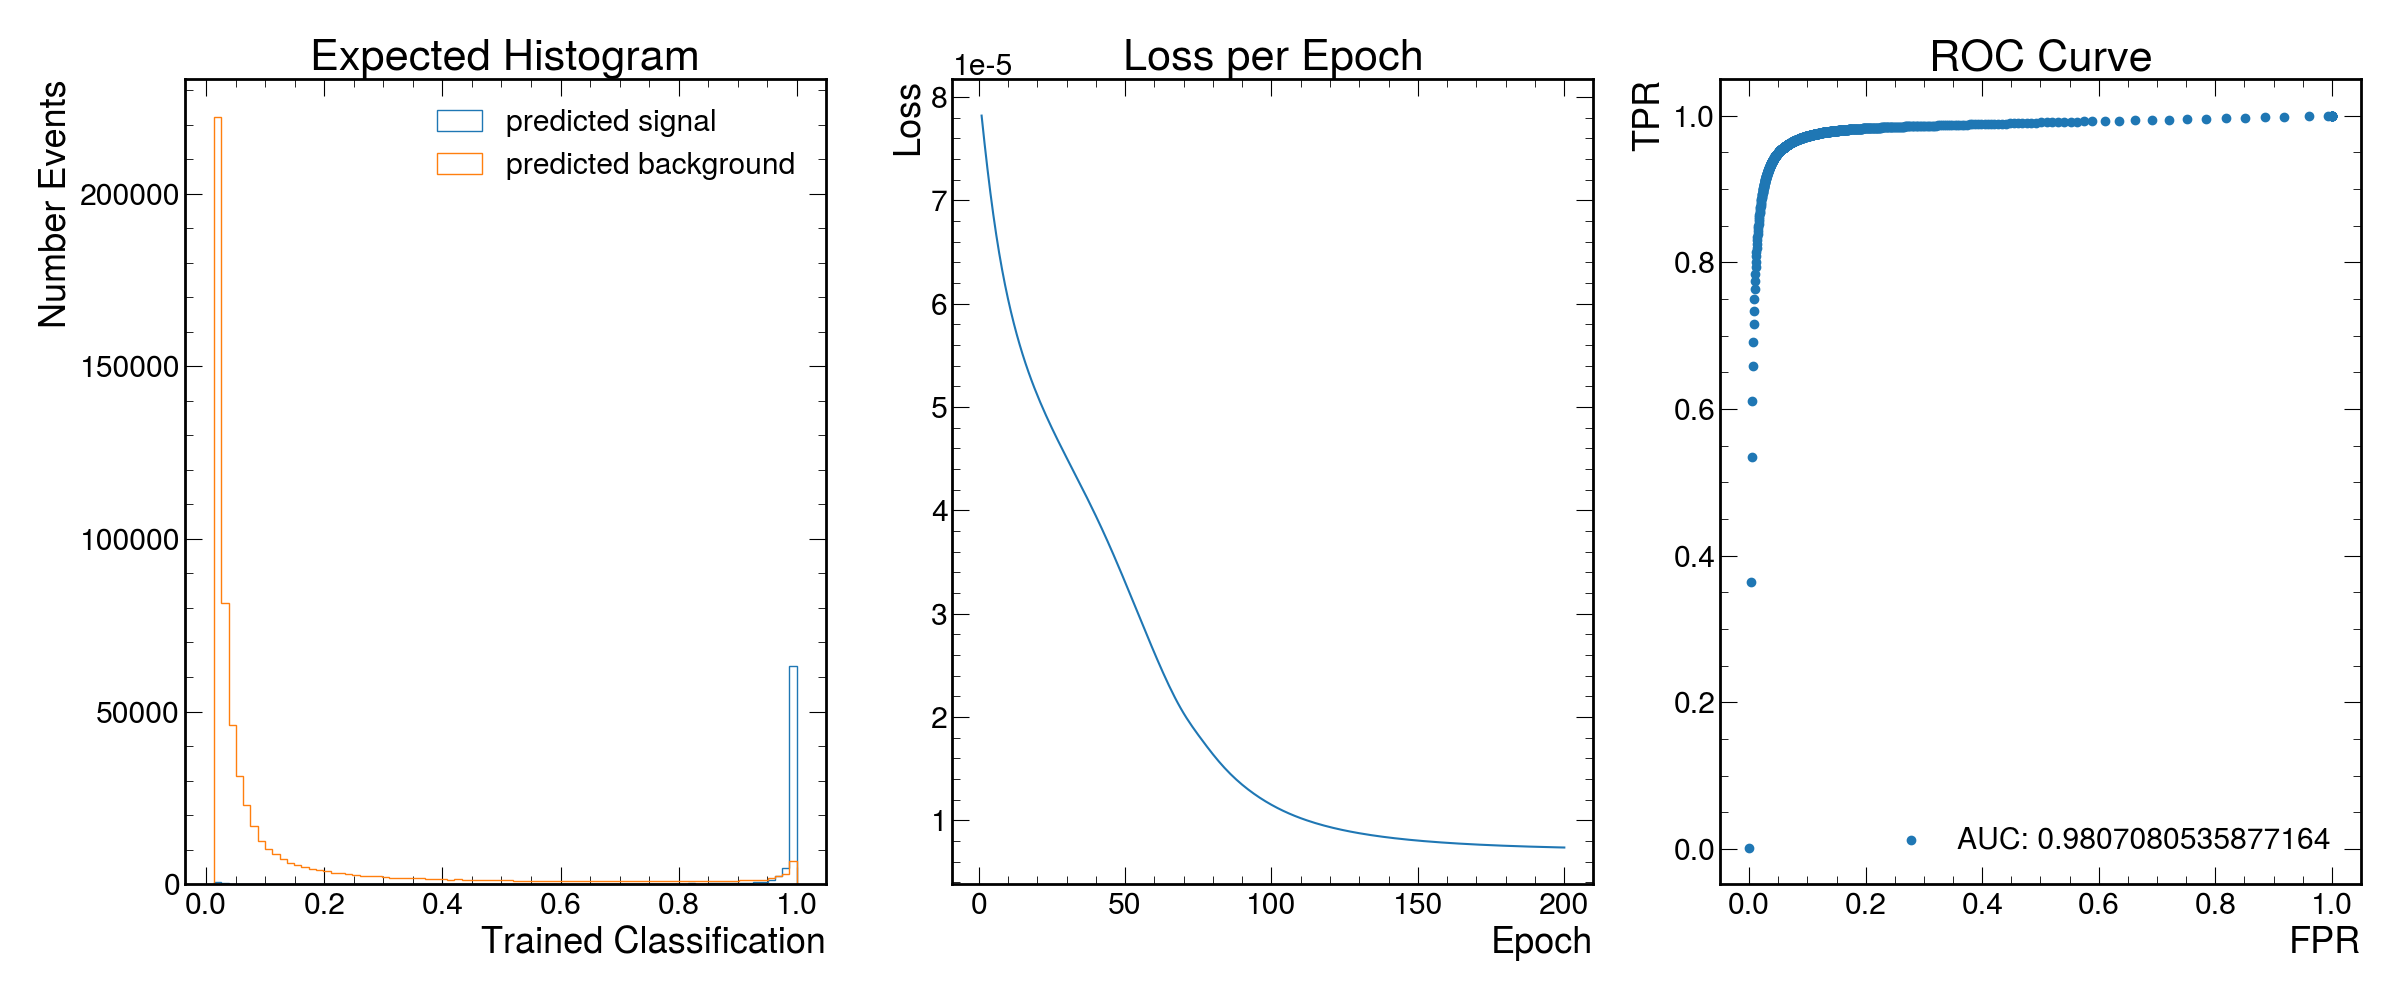 Expected Histogram
Number Events
predicted signal
predicted background
200000
150000
100000
50000
0
0.0 0.2 0.4 0.6 0.8 1.0
Trained Classification
Loss per Epoch
1e-5
Loss
8
7
6
5
4
3
2
1
0 50 100 150 200
Epoch
ROC Curve
TPR
1.0
0.8
0.6
0.4
0.2
0.0
AUC: 0.9807080535877164
0.0 0.2 0.4 0.6 0.8 1.0
FPR